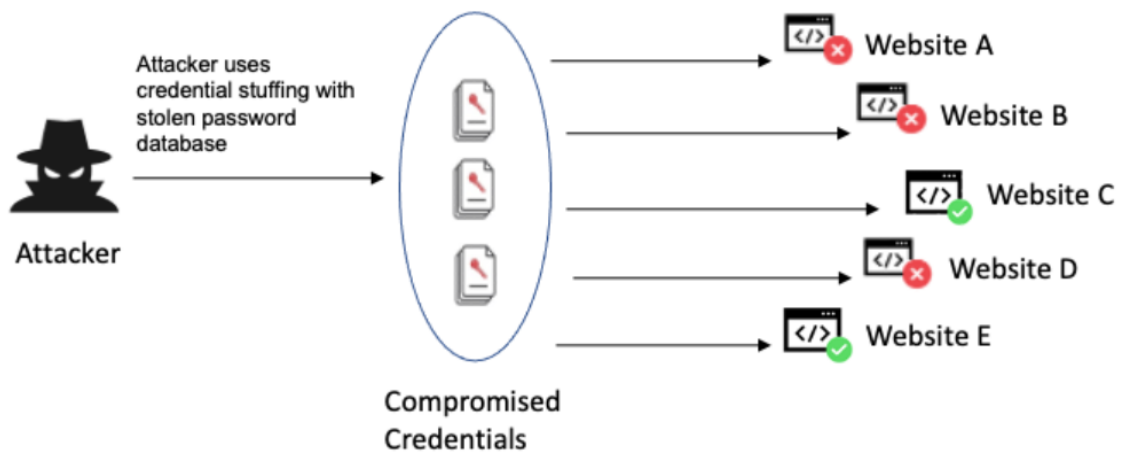 Attacker uses
credential stuffing with
stolen password
database
Attacker
Compromised
Credentials
</> Website A
</> Website B
</> Website C
</> Website D
</> Website E